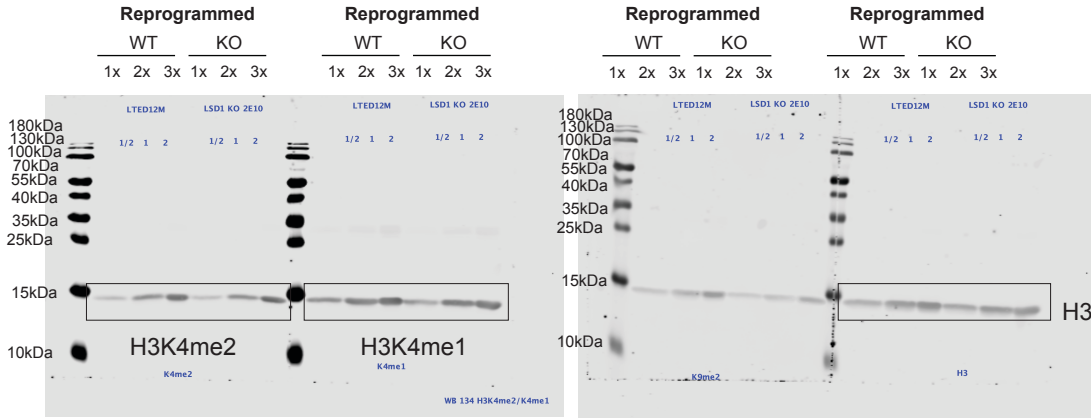 Reprogrammed Reprogrammed Reprogrammed Reprogrammed
WT KO WT KO WT KO WT KO
1x 2x 3x 1x 2x 3x 1x 2x 3x 1x 2x 3x 1x 2x 3x 1x 2x 3x 1x 2x 3x 1x 2x 3x
LTED12M LSD1 KO 2E10 LTED12M LSD1 KO 2E10 LTED12M LSD1 KO 2E10 LTED12M LSD1 KO 2E10
1/2 1 2 1/2 1 2 1/2 1 2 1/2 1 2 1/2 1 2 1/2 1 2 1/2 1 2 1/2 1 2
180kDa 180kDa
130kDa 130kDa
100kDa 100kDa
70kDa 70kDa
55kDa 55kDa
40kDa 40kDa
35kDa 35kDa
25kDa 25kDa
15kDa 15kDa
H3
10kDa H3K4me2 H3K4me1 10kDa
K4me2 K4me1 K9me2 H3
WB 134 H3K4me2/K4me1